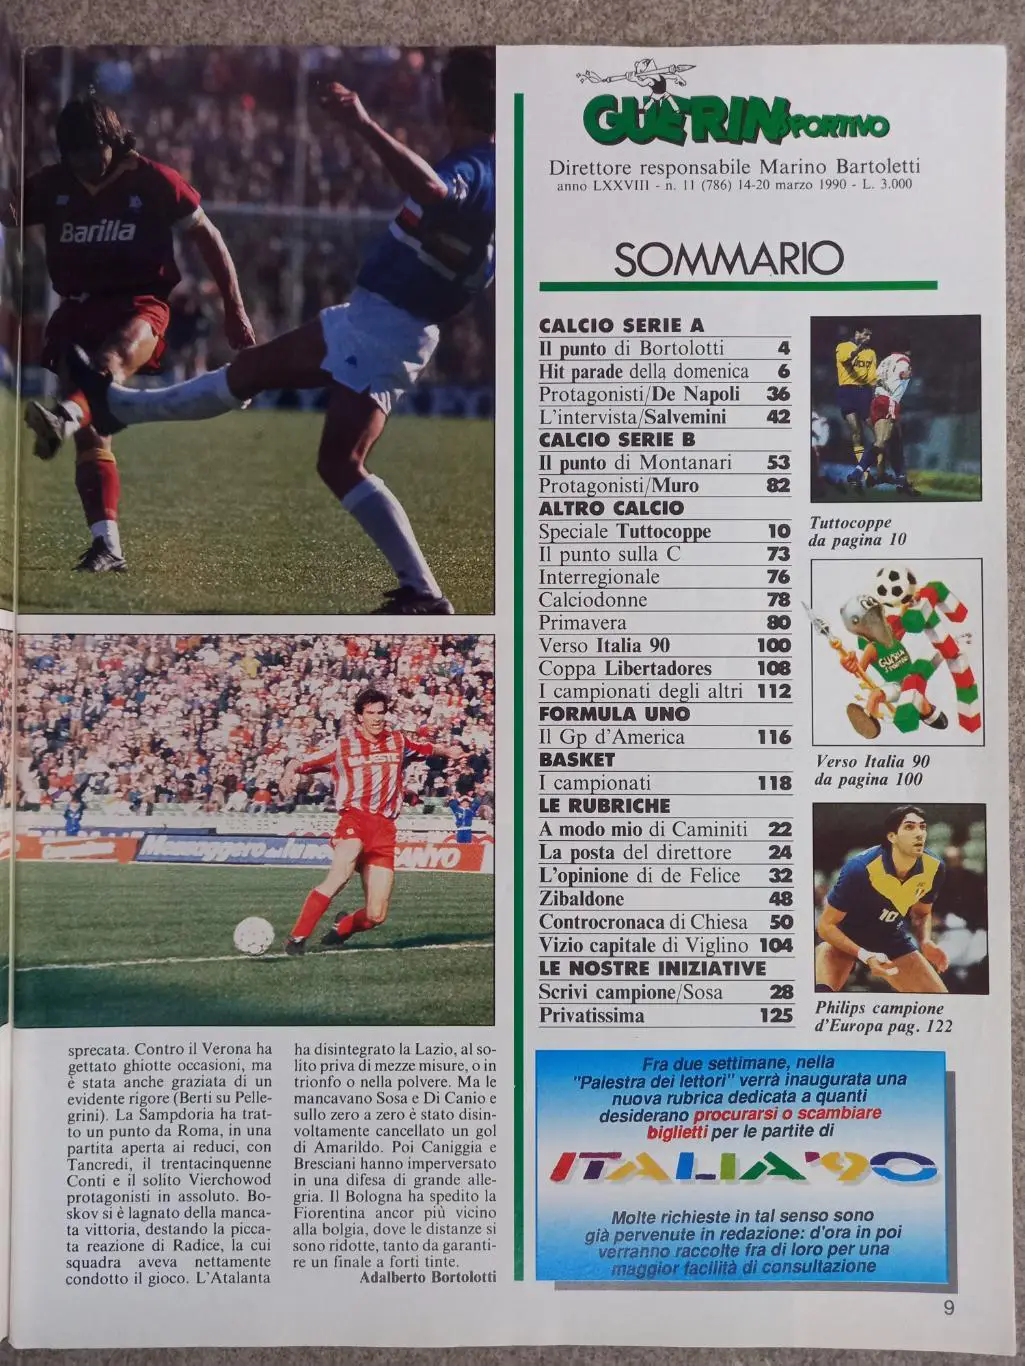 Barilla
GUERIN SPORTIVO
Direttore responsabile Marino Bartoletti
anno LXXVIII - n. 11 (786) 14-20 marzo 1990 - L. 3.000
SOMMARIO
CALCIO SERIE A
Il punto di Bortolotti 4
Hit parade della domenica 6
Protagonisti/De Napoli 36
L'intervista/Salvemini 42
CALCIO SERIE B
Il punto di Montanari 53
Protagonisti/Muro 82
ALTRO CALCIO
Speciale Tuttocoppe 10
Il punto sulla C 73
Interregionale 76
Calciodonne 78
Primavera 80
Verso Italia 90 100
Coppa Libertadores 108
I campionati degli altri 112
FORMULA UNO
Il Gp d'America 116
BASKET
I campionati 118
LE RUBRICHE
A modo mio di Caminiti 22
La posta del direttore 24
L'opinione di de Felice 32
Zibaldone 48
Controcronaca di Chiesa 50
Vizio capitale di Viglino 104
LE NOSTRE INIZIATIVE
Scrivi campione/Sosa 28
Privatissima 125
Tuttocoppe
da pagina 10
Verso Italia 90
da pagina 100
10
Philips campione
d'Europa pag. 122
SANYO
sprecata. Contro il Verona ha
gettato ghiotte occasioni, ma
è stata anche graziata di un
evidente rigore (Berti su Pelle-
grini). La Sampdoria ha trat-
to un punto da Roma, in una
partita aperta ai reduci, con
Tancredi, il trentacinquenne
Conti e il solito Vierchowod
protagonisti in assoluto. Bo-
skov si è lagnato della manca-
ta vittoria, destando la picca-
ta reazione di Radice, la cui
squadra aveva nettamente
condotto il gioco. L'Atalanta
ha disintegrato la Lazio, al so-
lito priva di mezze misure, o in
trionfo o nella polvere. Ma le
mancavano Sosa e Di Canio e
sullo zero a zero è stato disin-
voltamente cancellato un gol
di Amarildo. Poi Caniggia e
Bresciani hanno imperversato
in una difesa di grande alle-
gria. Il Bologna ha spedito la
Fiorentina ancor più vicino
alla bolgia, dove le distanze si
sono ridotte, tanto da garanti-
re un finale a forti tinte.
Adalberto Bortolotti
Fra due settimane, nella
"Palestra dei lettori" verrà inaugurata una
nuova rubrica dedicata a quanti
desiderano procurarsi o scambiare
biglietti per le partite di
ITALIA '90
Molte richieste in tal senso sono
già pervenute in redazione: d'ora in poi
verranno raccolte fra di loro per una
maggior facilità di consultazione
9